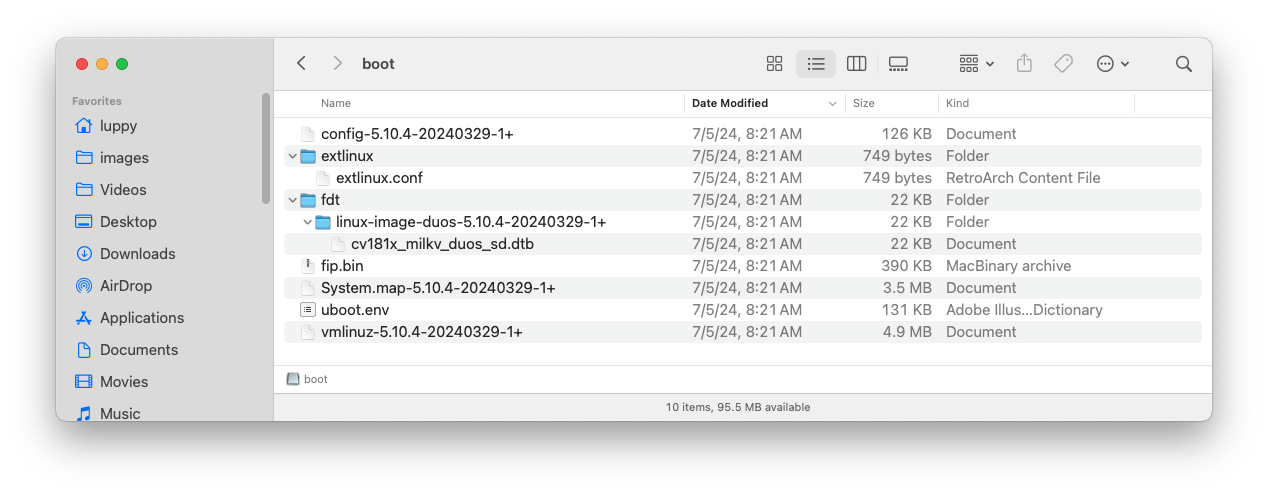 boot
Favorites
luppy
images
Videos
Desktop
Downloads
AirDrop
Applications
Documents
Movies
Music
Name Date Modified Size Kind
config-5.10.4-20240329-1+ 7/5/24, 8:21 AM 126 KB Document
extlinux 7/5/24, 8:21 AM 749 bytes Folder
extlinux.conf 7/5/24, 8:21 AM 749 bytes RetroArch Content File
fdt 7/5/24, 8:21 AM 22 KB Folder
linux-image-duos-5.10.4-20240329-1+ 7/5/24, 8:21 AM 22 KB Folder
cv181x_milkv_duos_sd.dtb 7/5/24, 8:21 AM 22 KB Document
fip.bin 7/5/24, 8:21 AM 390 KB MacBinary archive
System.map-5.10.4-20240329-1+ 7/5/24, 8:21 AM 3.5 MB Document
uboot.env 7/5/24, 8:21 AM 131 KB Adobe Illus...Dictionary
vmlinuz-5.10.4-20240329-1+ 7/5/24, 8:21 AM 4.9 MB Document
boot
10 items, 95.5 MB available